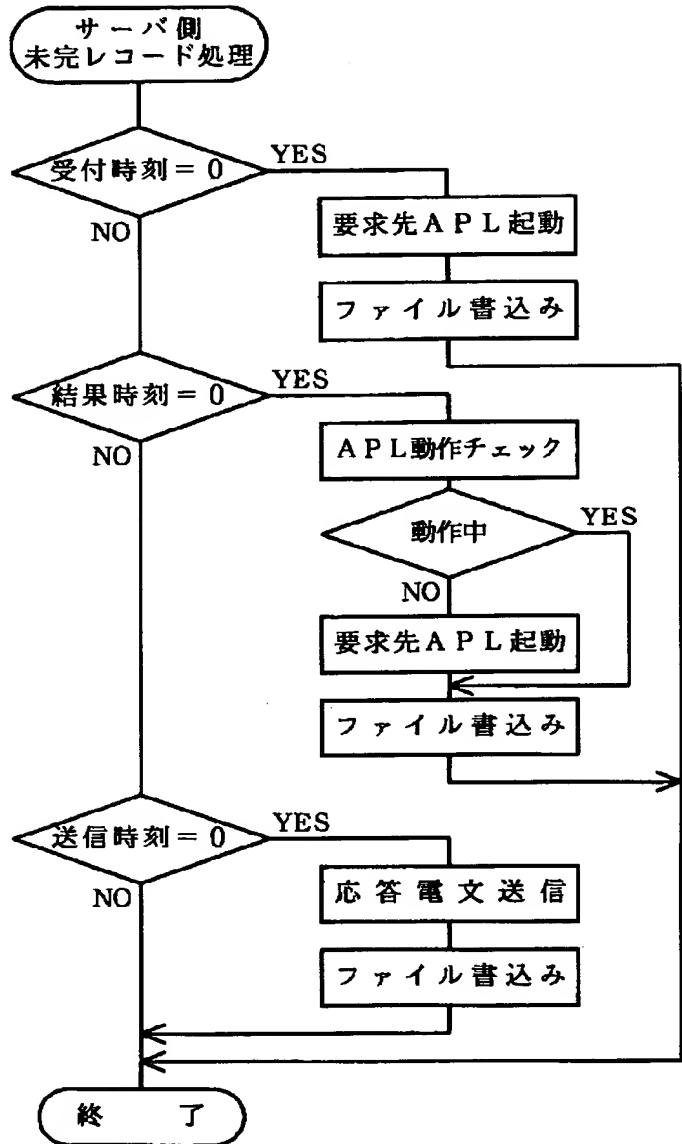 サーバ側
未完レコード処理
受付時刻＝0
YES
NO
要求先APL起動
ファイル書込み
結果時刻＝0
YES
NO
APL動作チェック
動作中
YES
NO
要求先APL起動
ファイル書込み
送信時刻＝0
YES
NO
応答電文送信
ファイル書込み
終了